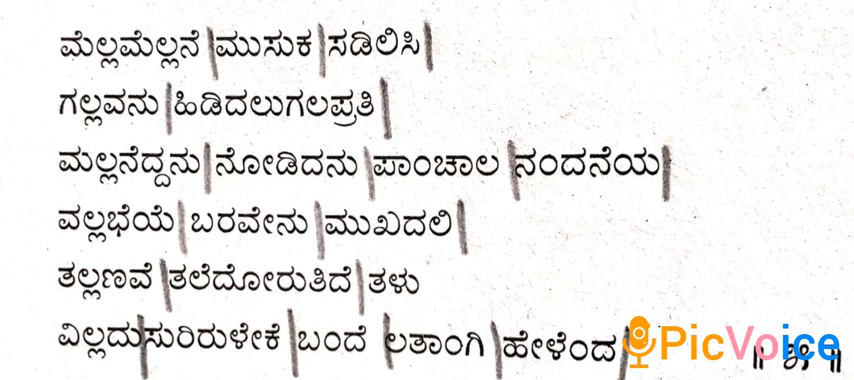 ಮೆಲ್ಲಮೆಲ್ಲನೆ |ಮುಸುಕ |ಸಡಿಲಿಸಿ|
ಗಲ್ಲವನು |ಹಿಡಿದಲುಗಲಪ್ರತಿ|
ಮಲ್ಲನೆದ್ದನು| ನೋಡಿದನು |ಪಾಂಚಾಲ |ನಂದನೆಯ|
ವಲ್ಲಭೆಯೆ| ಬರವೇನು |ಮುಖದಲಿ|
ತಲ್ಲಣವೆ |ತಲೆದೋರುತಿದೆ| ತಳು
ವಿಲ್ಲದು|ಸುರಿರುಳೇಕೆ |ಬಂದೆ |ಲತಾಂಗಿ |ಹೇಳೆಂದ|
PicVoice